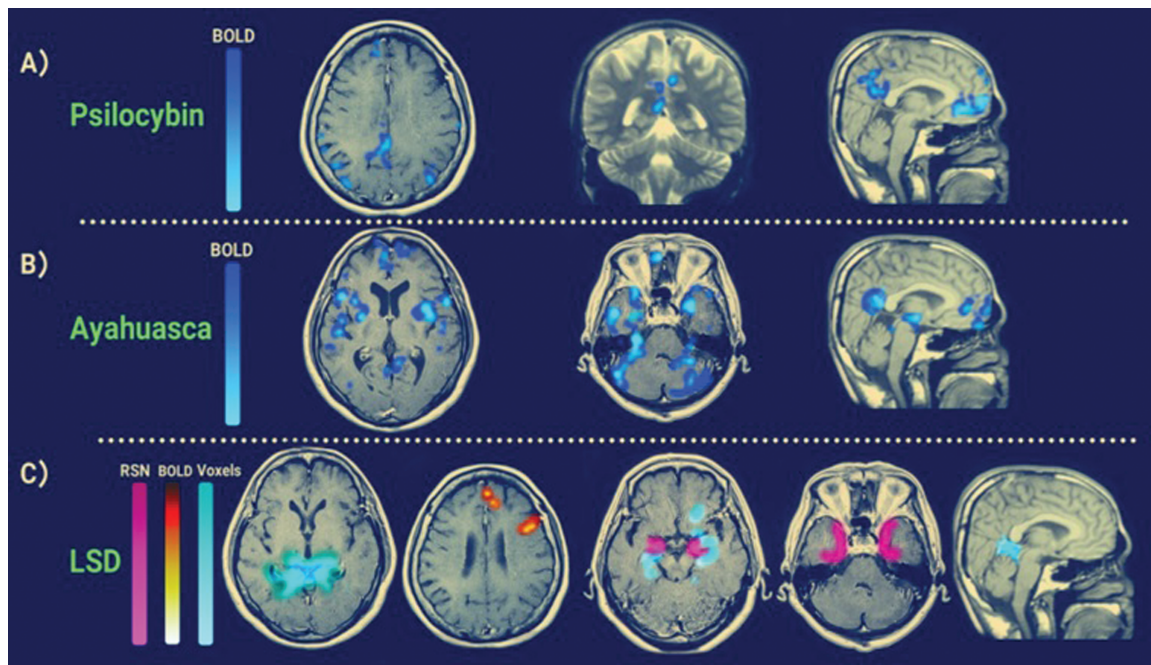 A)
BOLD
Psilocybin
B)
BOLD
Ayahuasca
C)
RSN BOLD Voxels
LSD